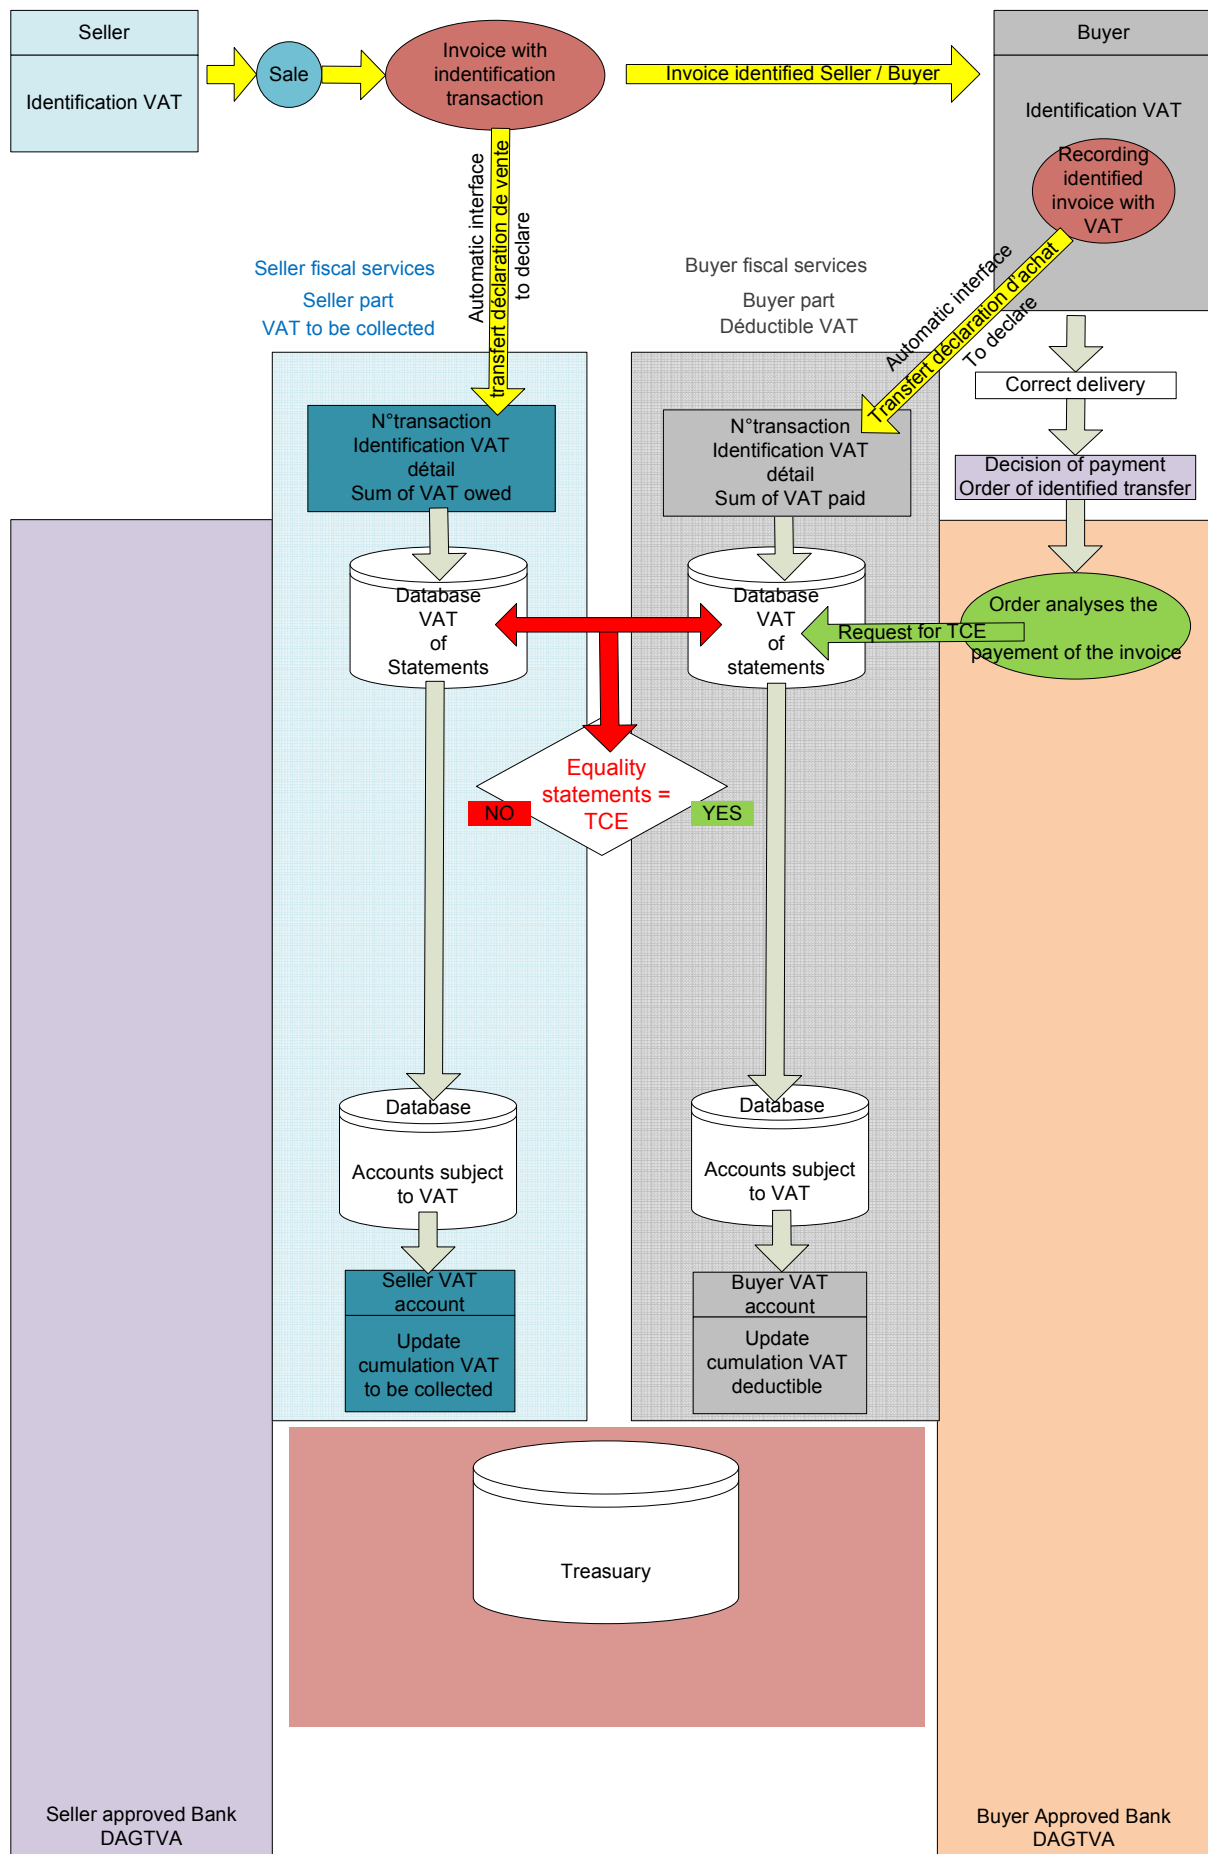 Seller
Identification VAT
Sale
Invoice with
indentification
transaction
Invoice identified Seller / Buyer
Buyer
Identification VAT
Recording
identified
invoice with
VAT
Automatic interface
transfert déclaration de vente
to declare
Seller fiscal services
Seller part
VAT to be collected
Buyer fiscal services
Buyer part
Déductible VAT
Automatic interface
Transfert déclaration d'achat
To declare
Correct delivery
Decision of payment
Order of identified transfer
N°transaction
Identification VAT
détail
Sum of VAT owed
N°transaction
Identification VAT
détail
Sum of VAT paid
Database
VAT
of
Statements
Database
VAT
of
statements
Request for TCE
Order analyses the
payement of the invoice
Equality
statements =
TCE
NO
YES
Database
Accounts subject
to VAT
Database
Accounts subject
to VAT
Seller VAT
account
Update
cumulation VAT
to be collected
Buyer VAT
account
Update
cumulation VAT
deductible
Treasuary
Seller approved Bank
DAGTVA
Buyer Approved Bank
DAGTVA